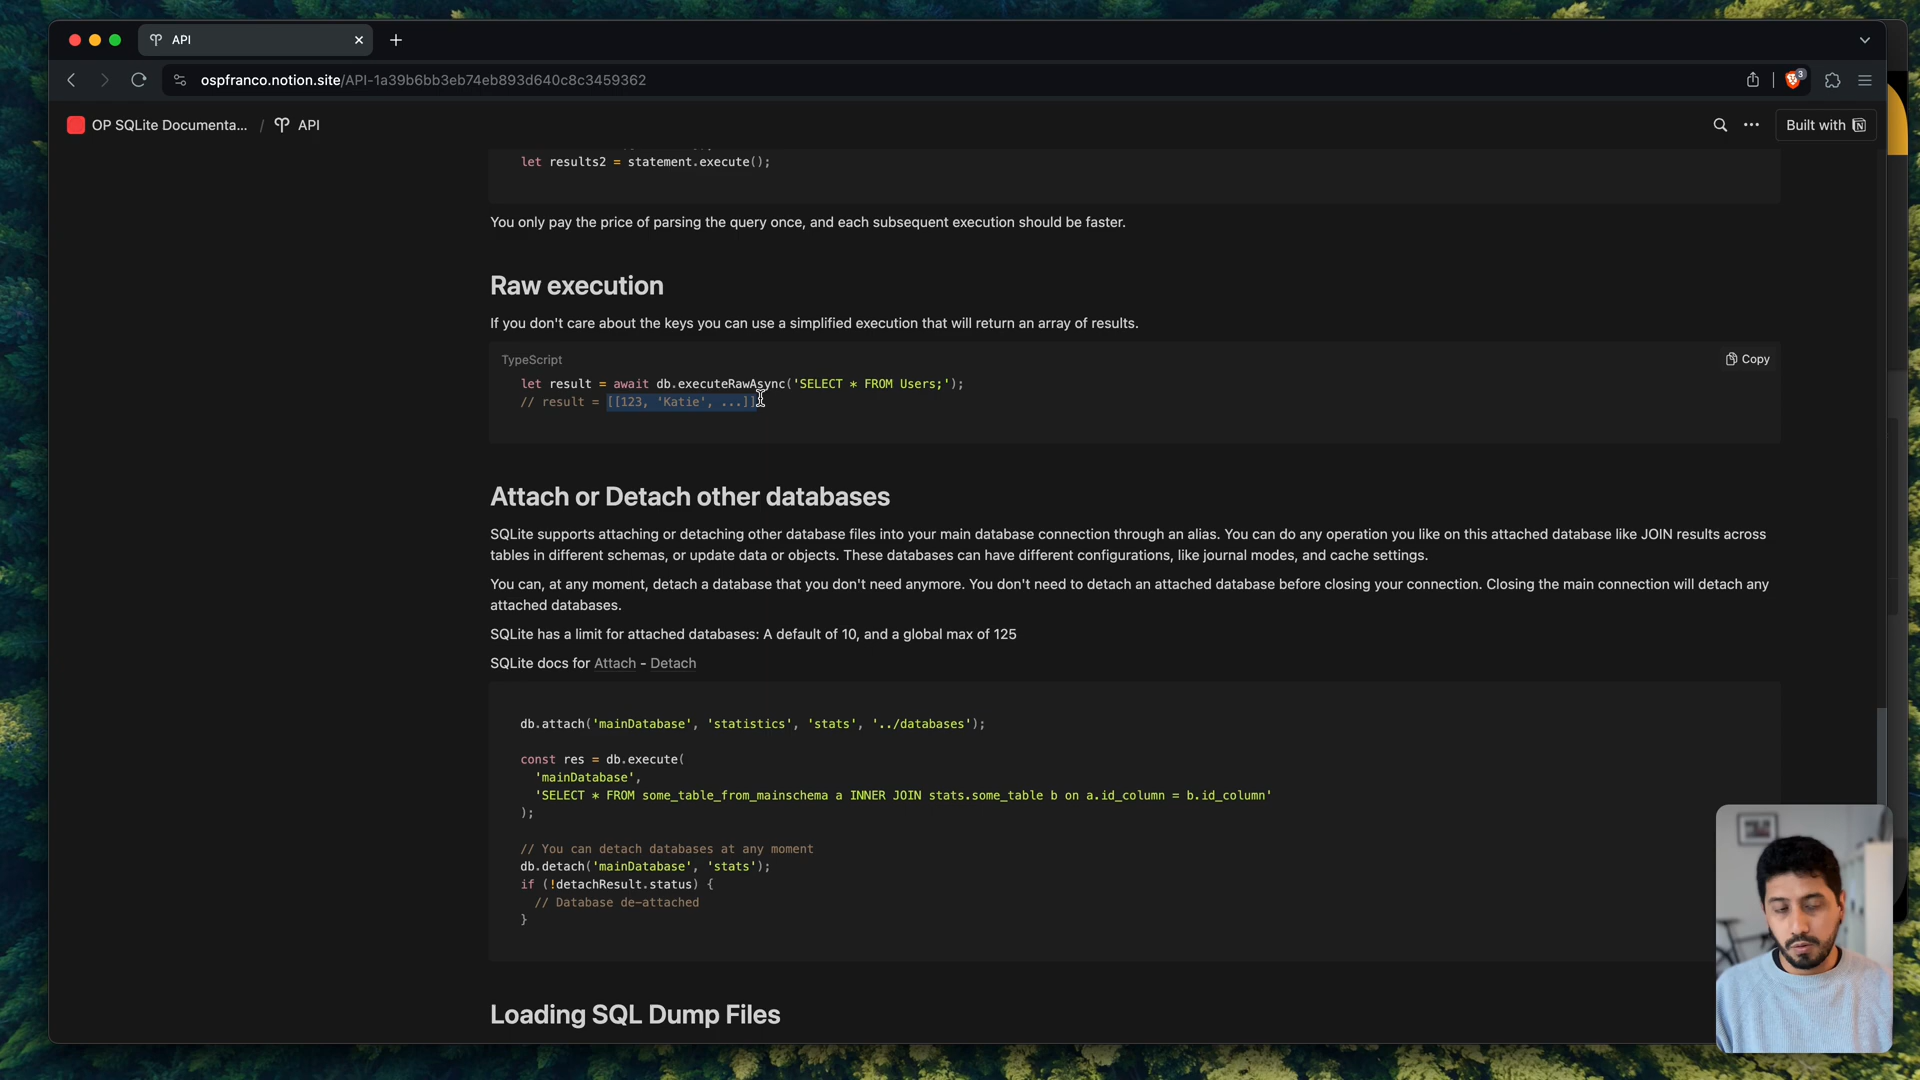 API
ospfranco.notion.site/API-1a39b6bb3eb74eb893d640c8c3459362
3
OP SQLite Documenta... / API
Built with
let results2 = statement.execute();
You only pay the price of parsing the query once, and each subsequent execution should be faster.
Raw execution
If you don't care about the keys you can use a simplified execution that will return an array of results.
TypeScript
Copy
let result = await db.executeRawAsync('SELECT * FROM Users;');
// result = [[123, 'Katie', ...]]
Attach or Detach other databases
SQLite supports attaching or detaching other database files into your main database connection through an alias. You can do any operation you like on this attached database like JOIN results across
tables in different schemas, or update data or objects. These databases can have different configurations, like journal modes, and cache settings.
You can, at any moment, detach a database that you don't need anymore. You don't need to detach an attached database before closing your connection. Closing the main connection will detach any
attached databases.
SQLite has a limit for attached databases: A default of 10, and a global max of 125
SQLite docs for Attach - Detach
db.attach('mainDatabase', 'statistics', 'stats', '../databases');
const res = db.execute(
'mainDatabase',
'SELECT * FROM some_table_from_mainschema a INNER JOIN stats.some_table b on a.id_column = b.id_column'
);
// You can detach databases at any moment
db.detach('mainDatabase', 'stats');
if (!detachResult.status) {
// Database de-attached
}
Loading SQL Dump Files